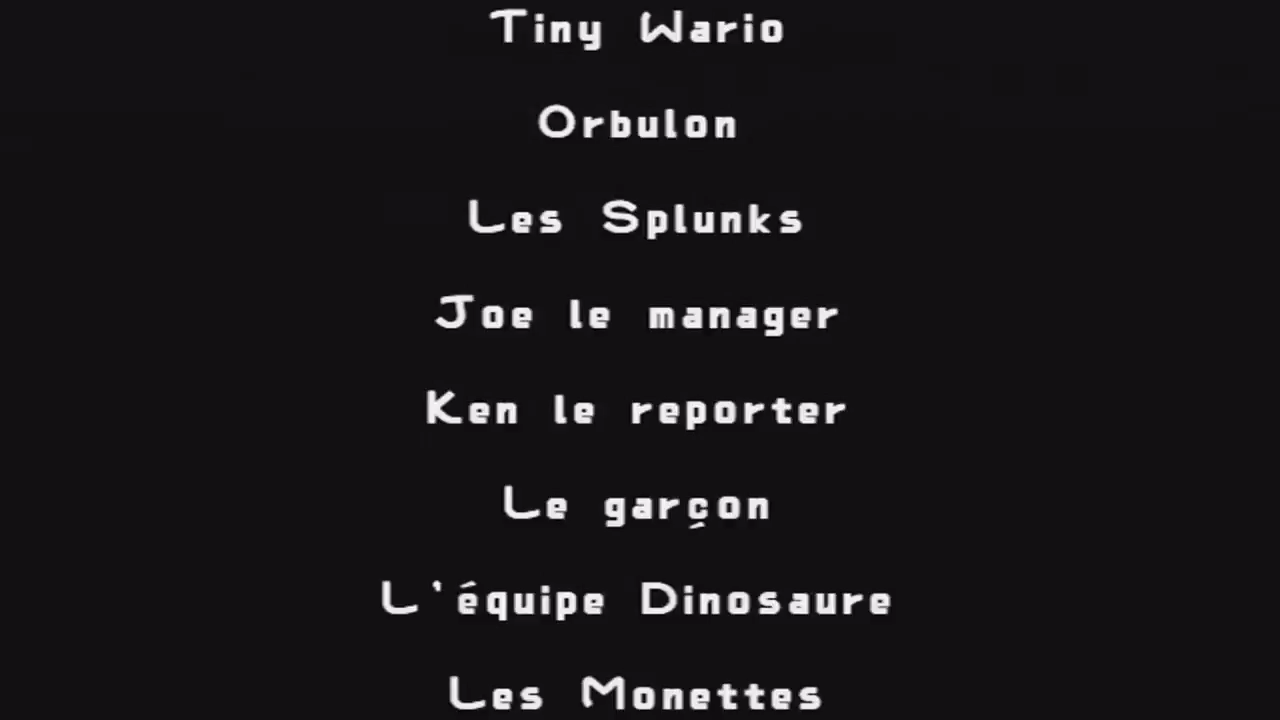 Tiny Wario
Orbulon
Les Splunks
Joe le manager
Ken le reporter
Le garçon
L'équipe Dinosaure
Les Monettes